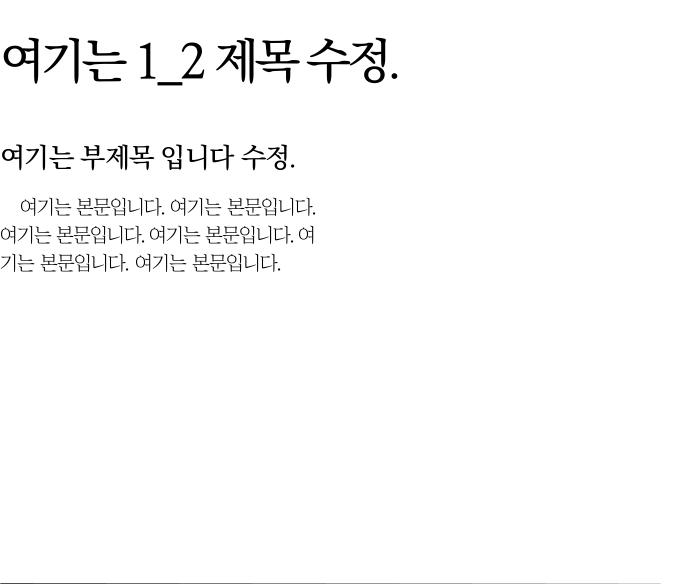 여기는 1_2 제목 수정.
여기는 부제목 입니다 수정.
여기는 본문입니다. 여기는 본문입니다.
여기는 본문입니다. 여기는 본문입니다. 여
기는 본문입니다. 여기는 본문입니다.